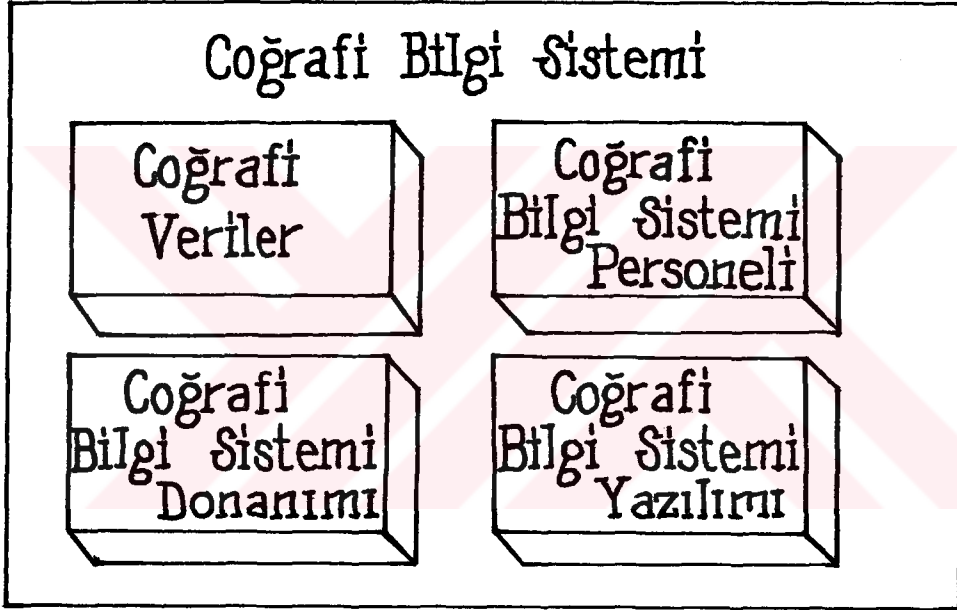 Coğrafi Bilgi Sistemi
Coğrafi
Veriler
Coğrafi
Bilgi Sistemi
Personeli
Coğrafi
Bilgi Sistemi
Donanımı
Coğrafi
Bilgi Sistemi
Yazılımı